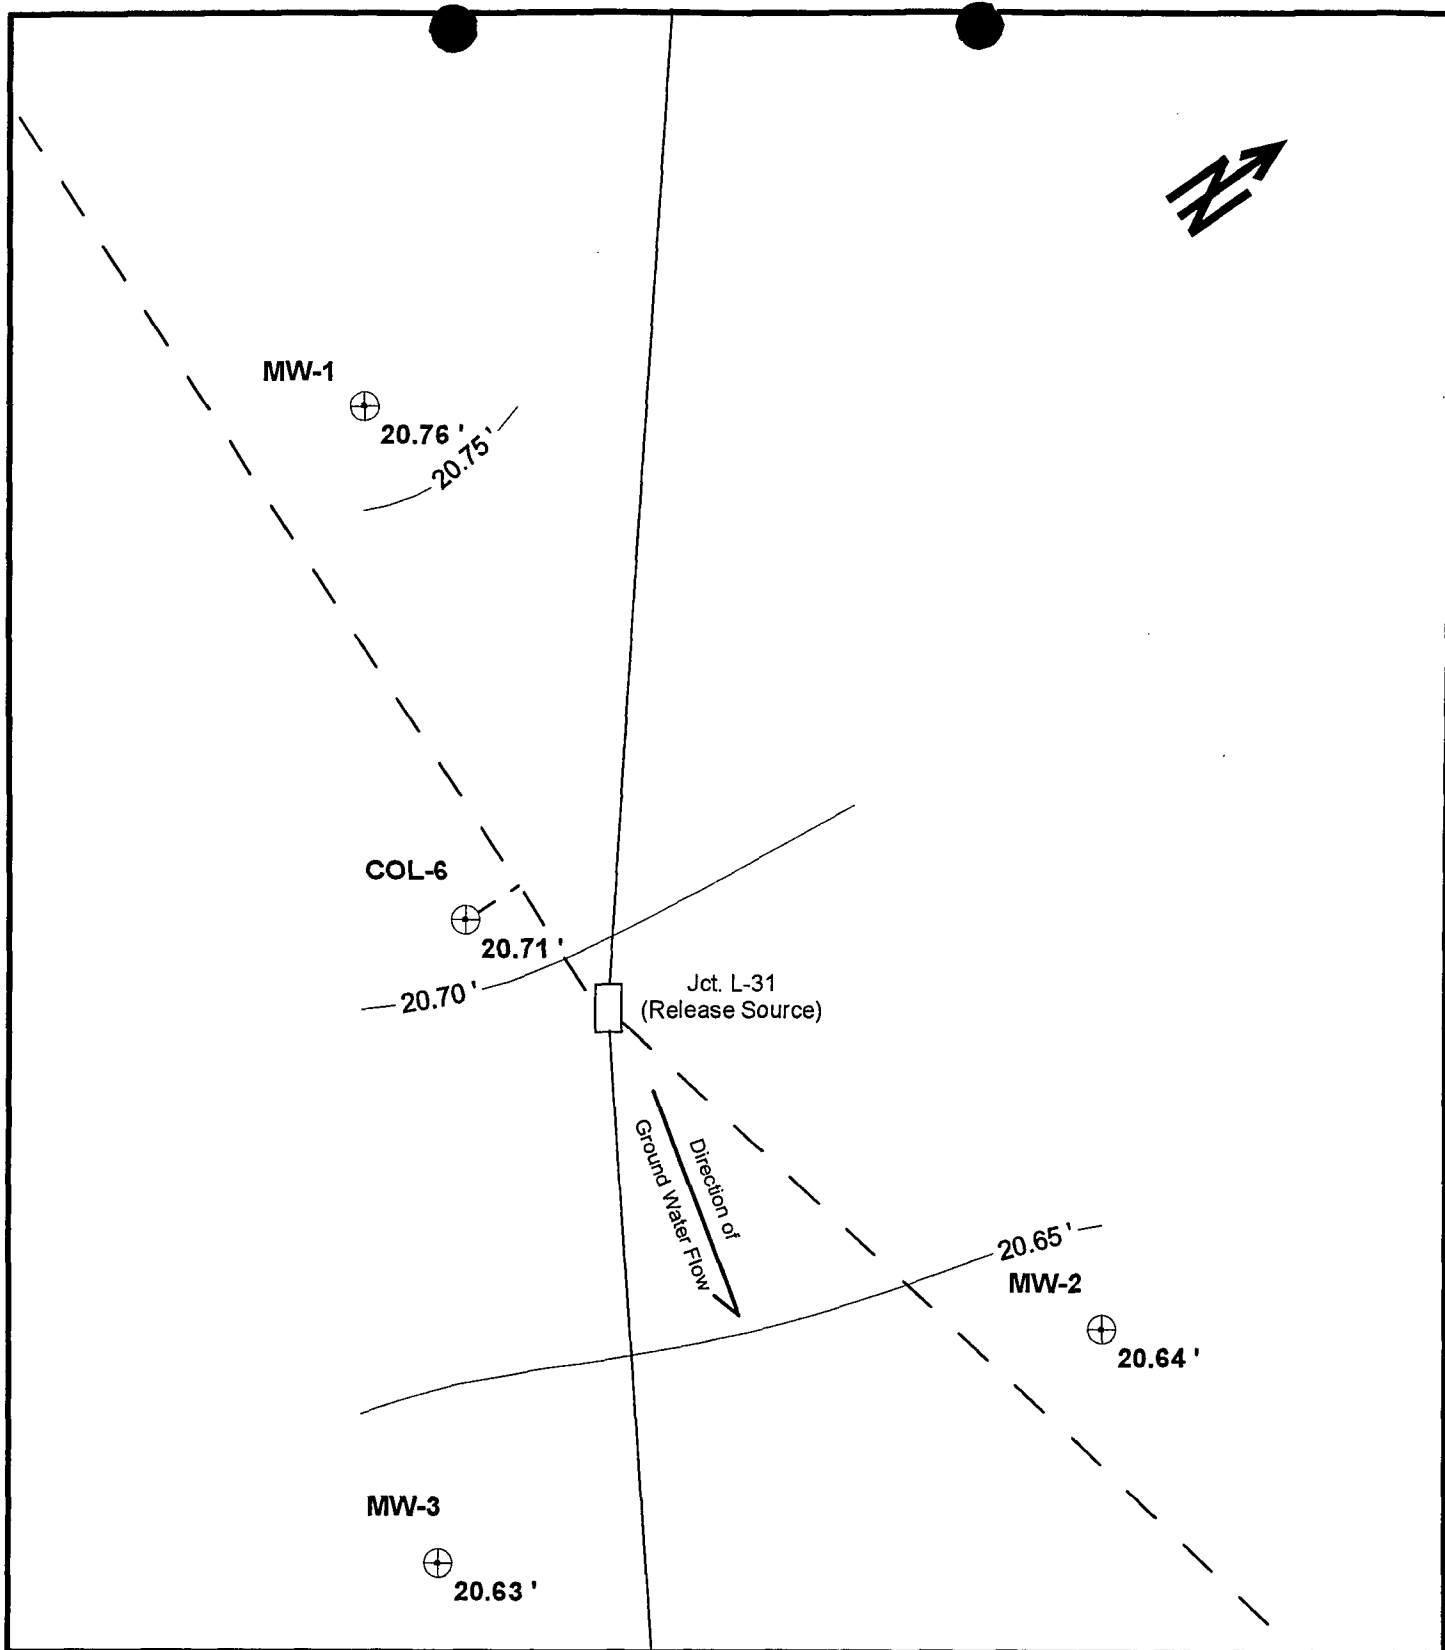 N
MW-1
20.76 '
20.75'
COL-6
20.71 '
20.70 '
Jct. L-31
(Release Source)
Direction of
Ground Water Flow
20.65 '
MW-2
20.64 '
MW-3
20.63 '